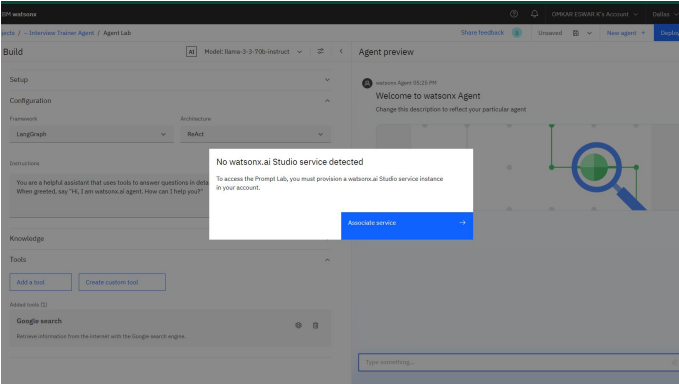 IBM watsonx
OMKAR ESWAR K's Account
Dallas
ojects / - Interview Trainer Agent / Agent Lab
Share feedback
Unsaved
New agent +
Deploy
Build
AI Model: llama-3-3-70b-instruct
Agent preview
Setup
Configuration
Framework
Architecture
LangGraph
ReAct
Instructions
You are a helpful assistant that uses tools to answer questions in deta
When greeted, say "Hi, I am watsonx.ai agent. How can I help you?"
watsonx Agent 05:25 PM
Welcome to watsonx Agent
Change this description to reflect your particular agent
No watsonx.ai Studio service detected
To access the Prompt Lab, you must provision a watsonx.ai Studio service instance
in your account.
Associate service
Knowledge
Tools
Add a tool
Create custom tool
Added tools (1)
Google search
Retrieve information from the internet with the Google search engine.
Type something...